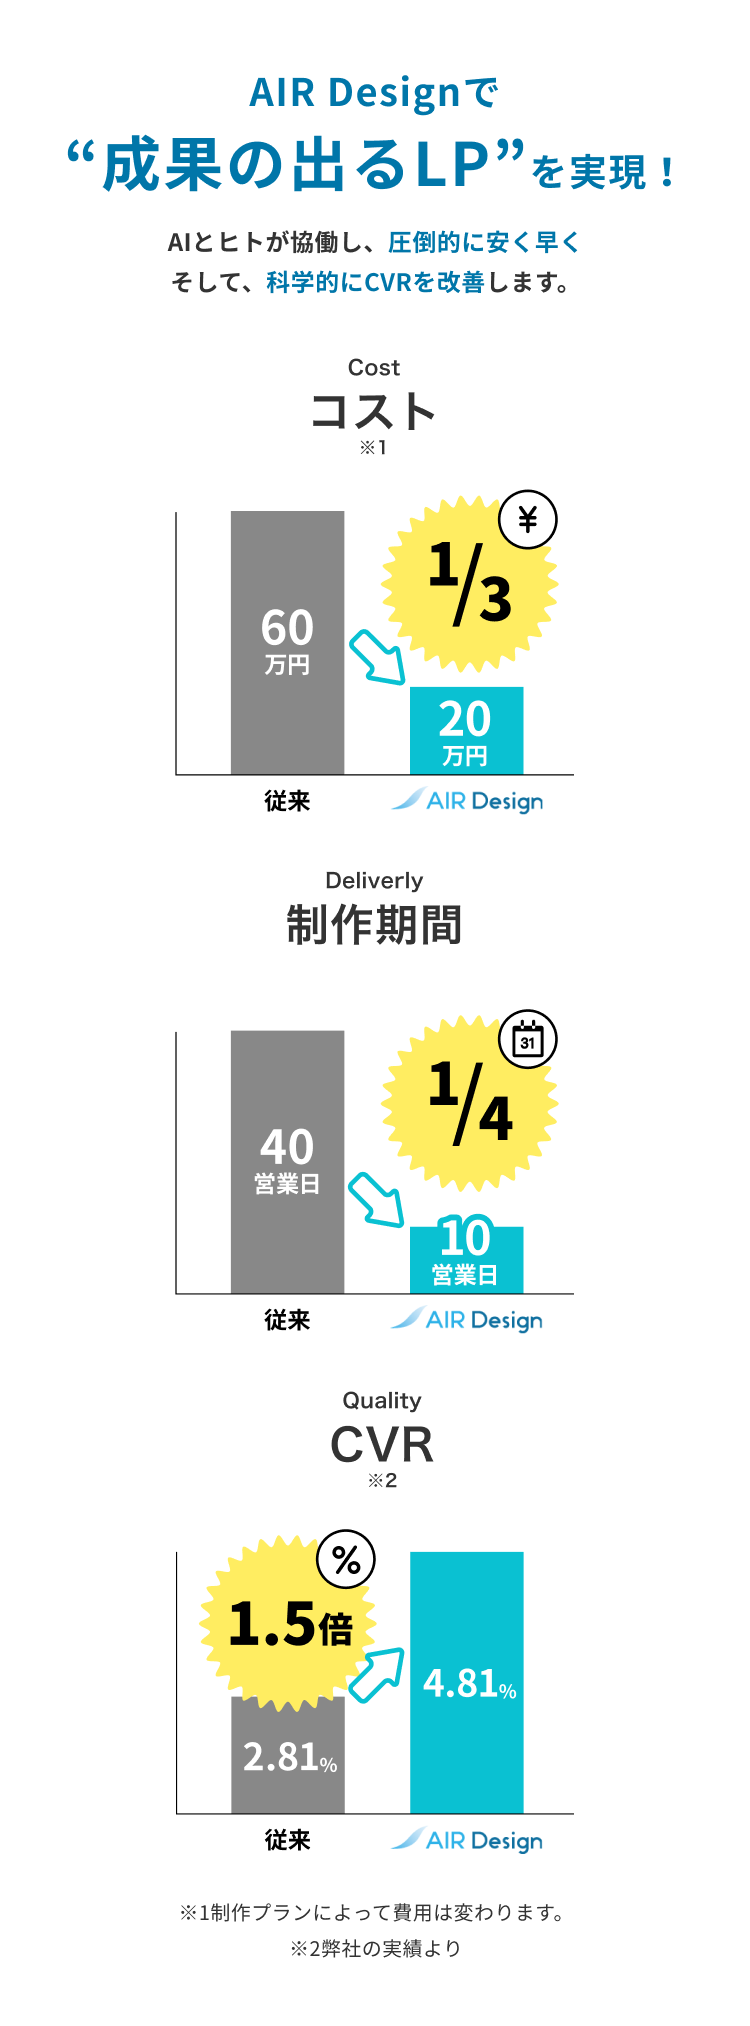 AIR Designで
“成果の出るLP”を実現！
AIとヒトが協働し、圧倒的に安く早く
そして、科学的にCVRを改善します。
Cost
コスト
※1
¥
1/3
60
万円
20
万円
従来
AIR Design
Deliverly
制作期間
31
1/4
40
営業日
10
営業日
従来
AIR Design
Quality
CVR
※2
%
1.5倍
4.81%
2.81%
従来
AIR Design
※1制作プランによって費用は変わります。
※2弊社の実績より